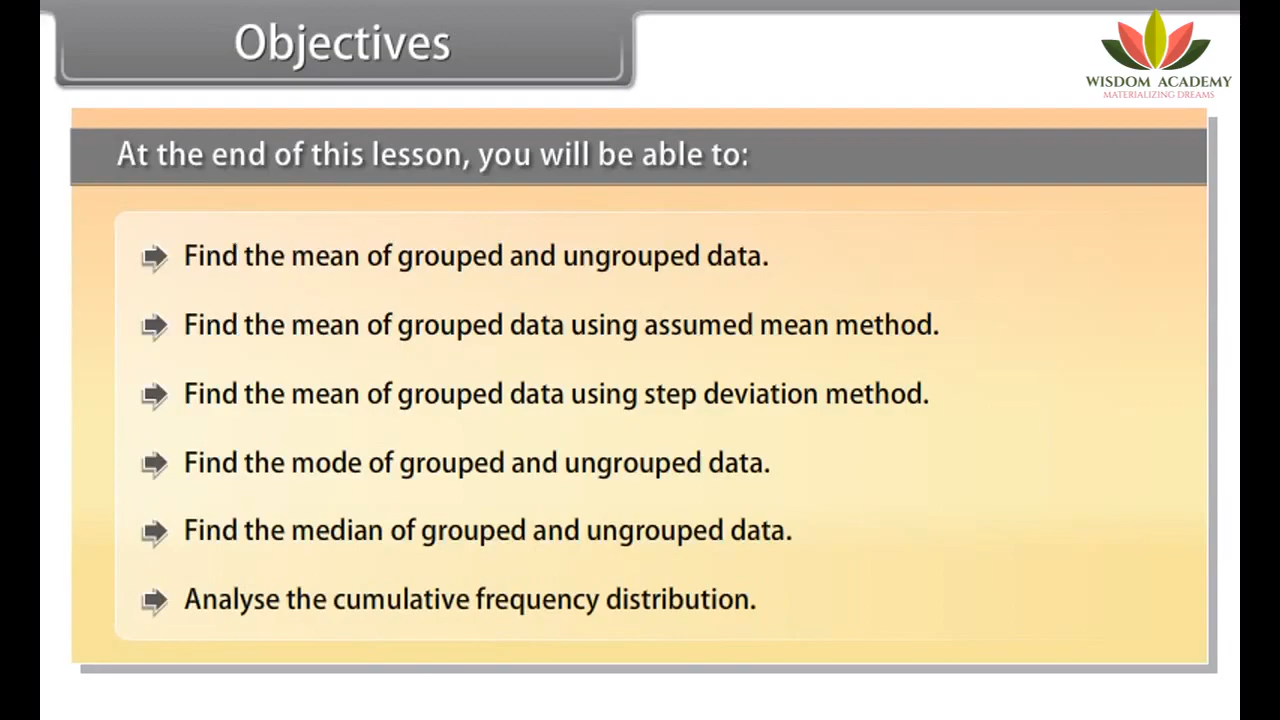 Objectives
WISDOM ACADEMY
MATERIALIZING DREAMS
At the end of this lesson, you will be able to:
Find the mean of grouped and ungrouped data.
Find the mean of grouped data using assumed mean method.
Find the mean of grouped data using step deviation method.
Find the mode of grouped and ungrouped data.
Find the median of grouped and ungrouped data.
Analyse the cumulative frequency distribution.